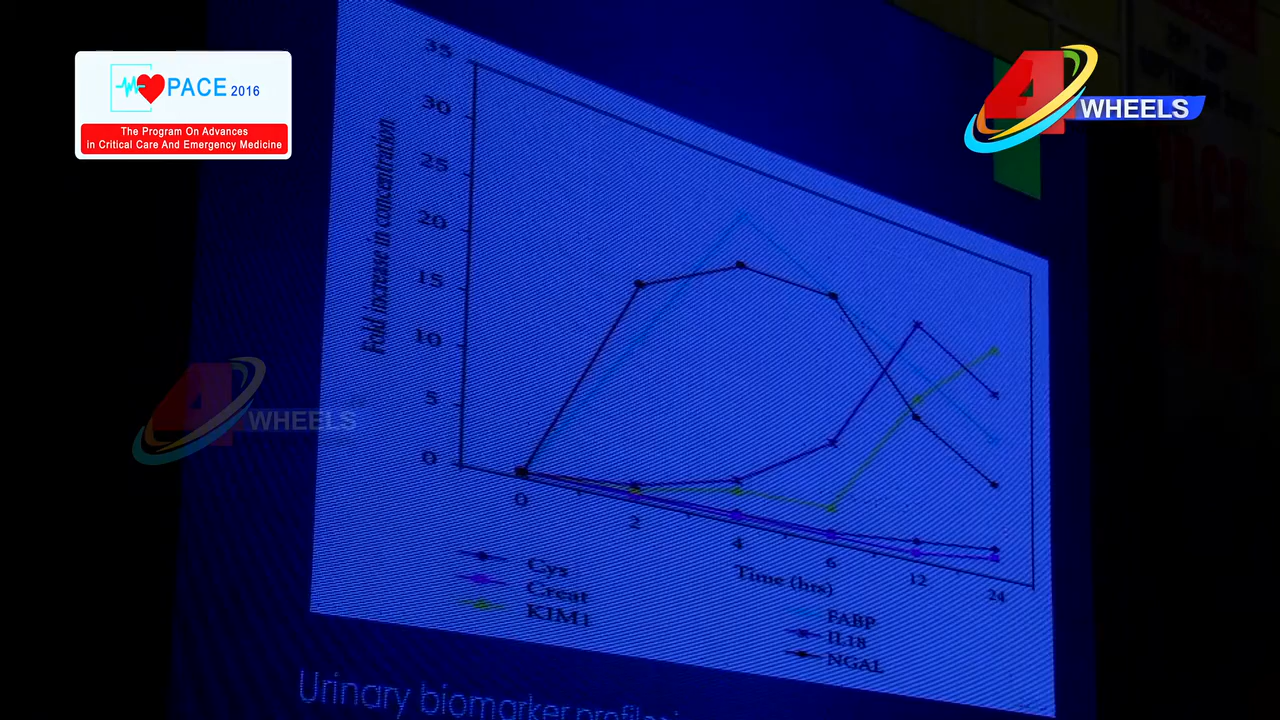 PACE 2016
The Program On Advances
in Critical Care And Emergency Medicine
4 WHEELS
4 WHEELS
35
30
25
20
15
10
5
0
Fold increase in concentration
0
2
4
6
12
24
Time (hrs)
Cys
Creat
KIM1
FABP
IL18
NGAL
Urinary biomarker